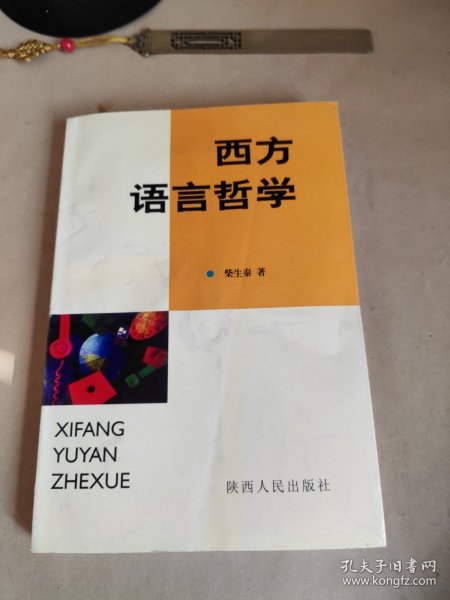 西方
语言哲学
柴生秦 著
XIFANG
YUYAN
ZHEXUE
陕西人民出版社
孔夫子旧书网
www.kongfz.com